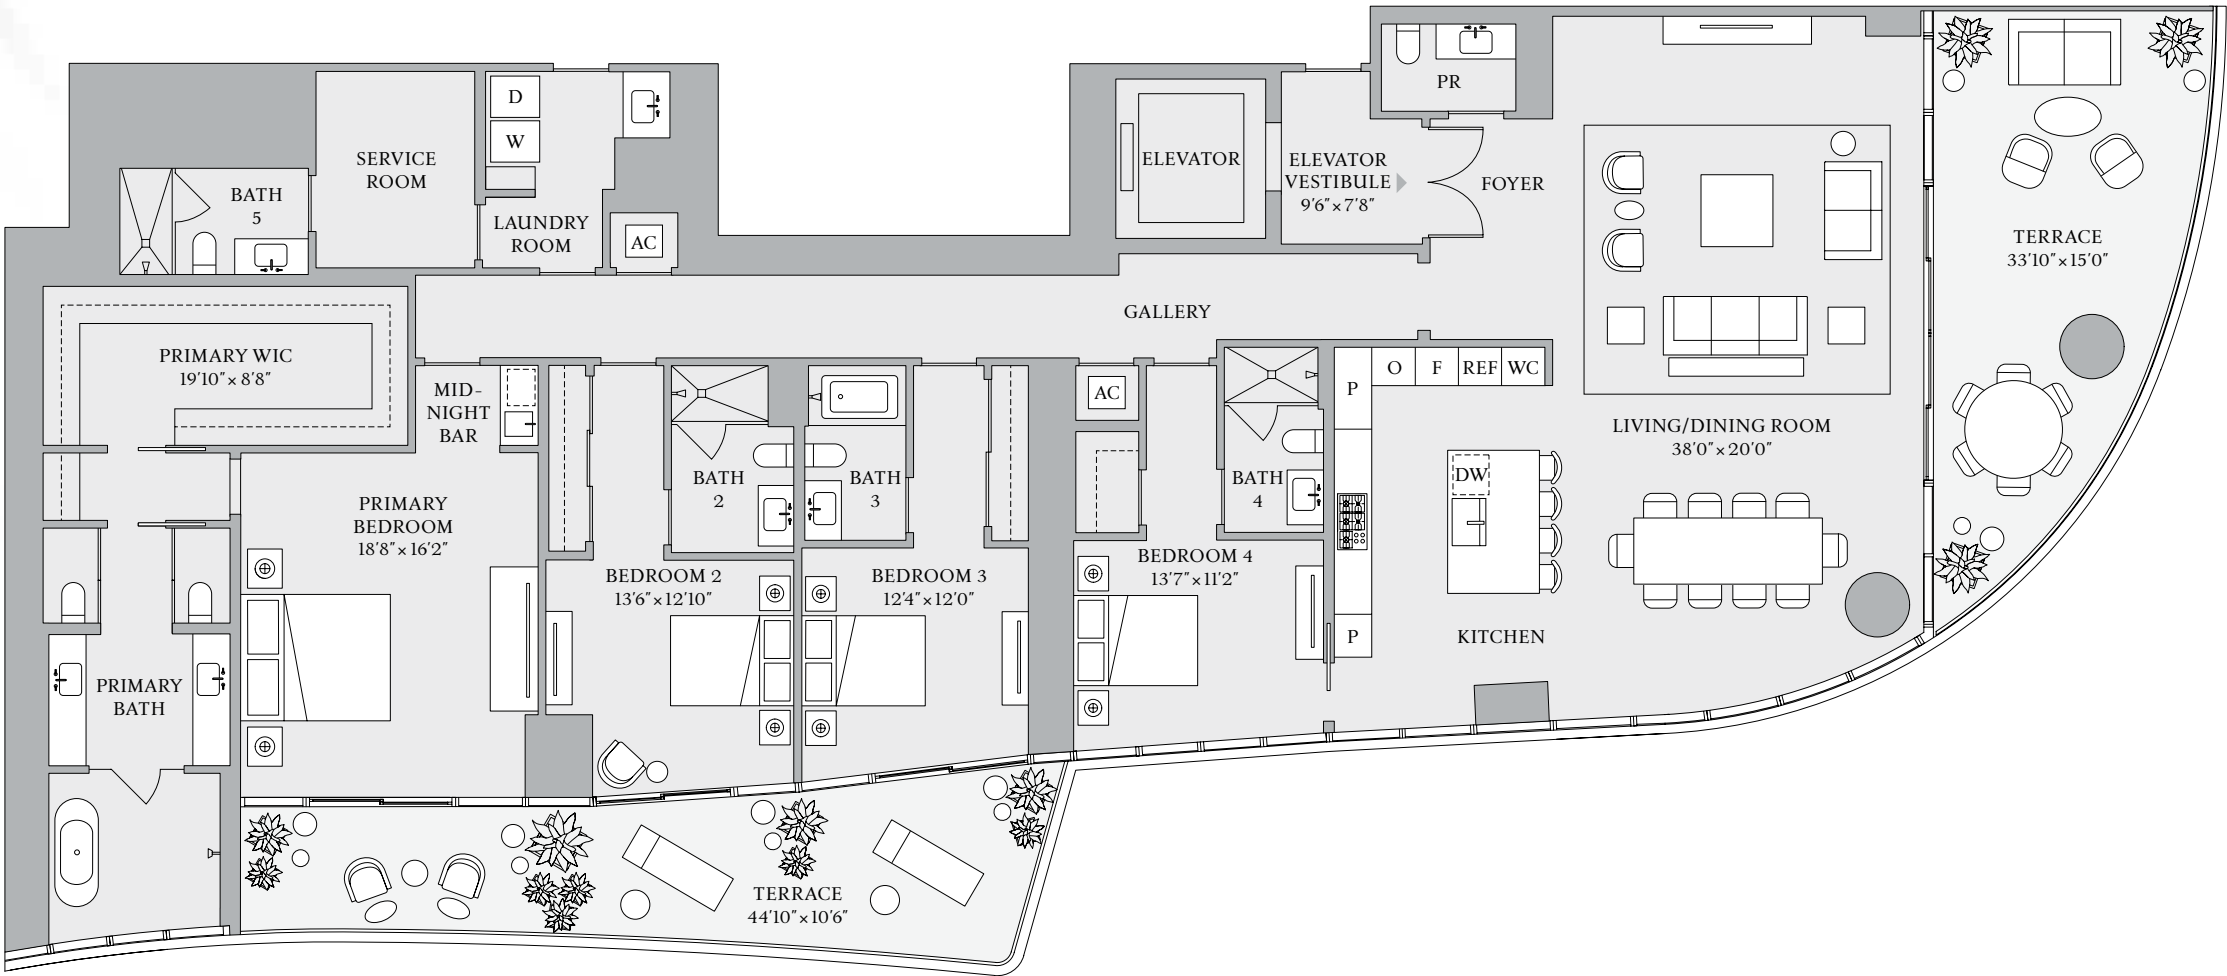 PR
D
W
SERVICE
ROOM
ELEVATOR
ELEVATOR
VESTIBULE
9'6"×7'8"
FOYER
BATH
5
LAUNDRY
ROOM
AC
TERRACE
33'10"×15'0"
GALLERY
PRIMARY WIC
19'10"×8'8"
MID-
NIGHT
BAR
AC
P
O
F
REF
WC
LIVING/DINING ROOM
38'0"×20'0"
BATH
2
BATH
3
BATH
4
DW
PRIMARY
BEDROOM
18'8"×16'2"
BEDROOM 2
13'6"×12'10"
BEDROOM 3
12'4"×12'0"
BEDROOM 4
13'7"×11'2"
P
KITCHEN
PRIMARY
BATH
TERRACE
44'10"×10'6"